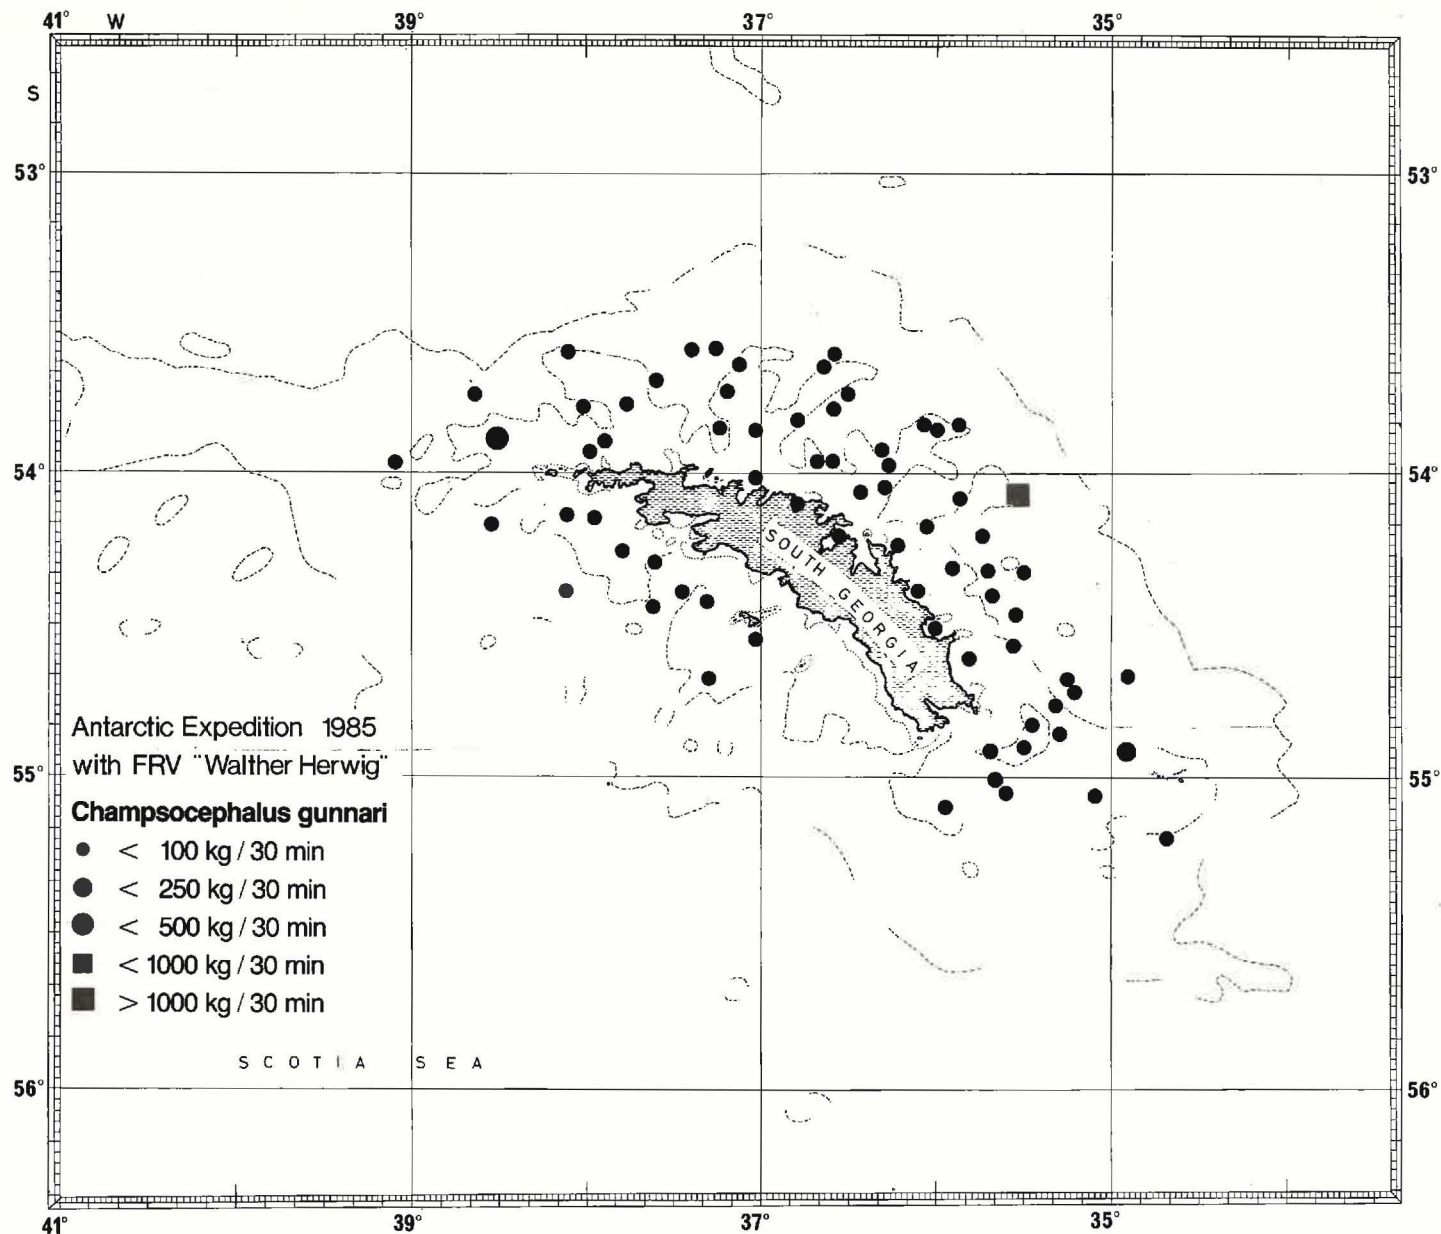 41° W 39° 37° 35°
S
53° 53°
54° 54°
SOUTH GEORGIA
Antarctic Expedition 1985
with FRV ¨Walther Herwig¨
55° 55°
Champsocephalus gunnari
< 100 kg / 30 min
< 250 kg / 30 min
< 500 kg / 30 min
< 1000 kg / 30 min
> 1000 kg / 30 min
SCOTIA SEA
56° 56°
41° 39° 37° 35°